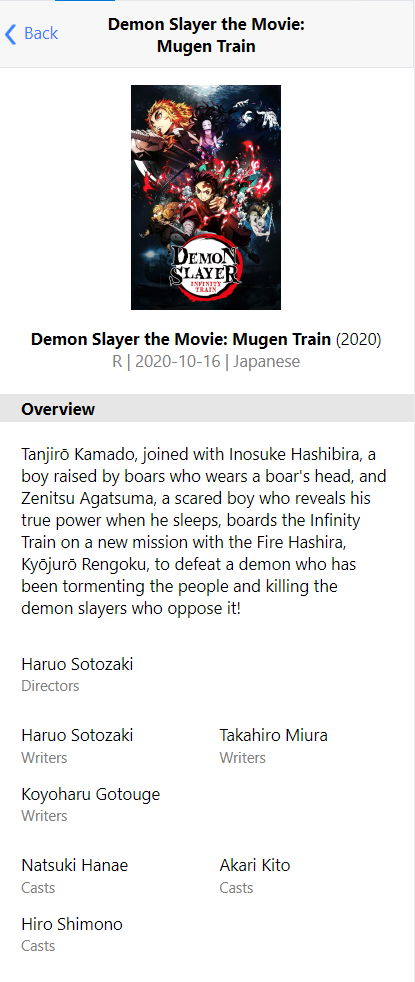 Back
Demon Slayer the Movie:
Mugen Train
DEMON
SLAYER
INFINITY
TRAIN
Demon Slayer the Movie: Mugen Train (2020)
R | 2020-10-16 | Japanese
Overview
Tanjirō Kamado, joined with Inosuke Hashibira, a
boy raised by boars who wears a boar's head, and
Zenitsu Agatsuma, a scared boy who reveals his
true power when he sleeps, boards the Infinity
Train on a new mission with the Fire Hashira,
Kyōjurō Rengoku, to defeat a demon who has
been tormenting the people and killing the
demon slayers who oppose it!
Haruo Sotozaki
Directors
Haruo Sotozaki Takahiro Miura
Writers Writers
Koyoharu Gotouge
Writers
Natsuki Hanae Akari Kito
Casts Casts
Hiro Shimono
Casts